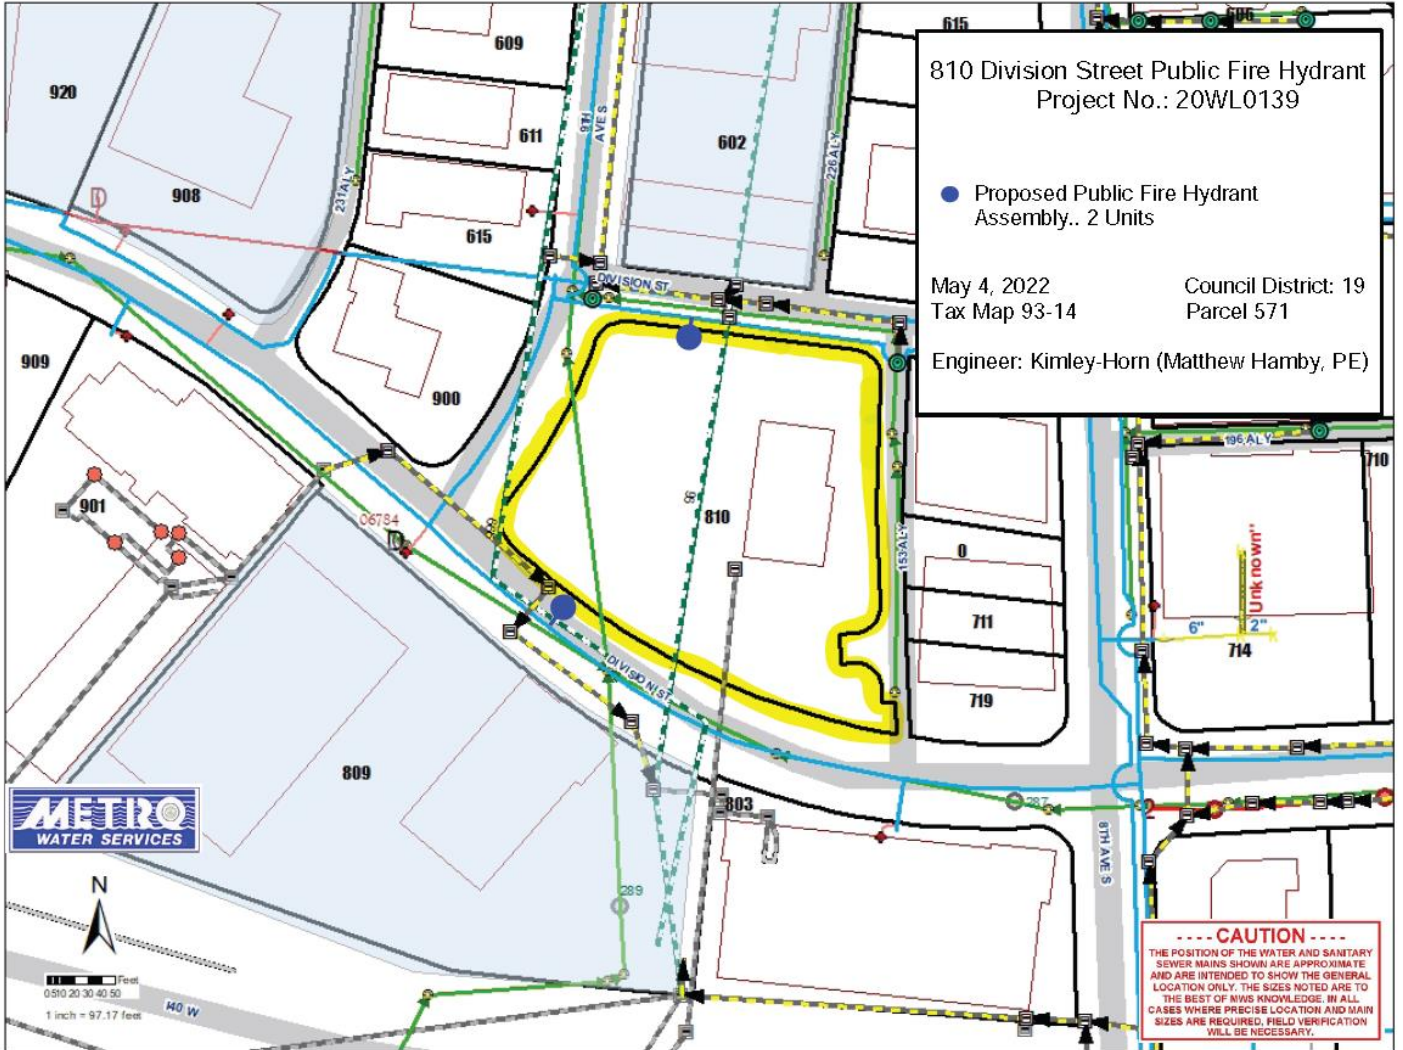 810 Division Street Public Fire Hydrant
Project No.: 20WL0139
Proposed Public Fire Hydrant
Assembly.. 2 Units
May 4, 2022
Council District: 19
Tax Map 93-14
Parcel 571
Engineer: Kimley-Horn (Matthew Hamby, PE)
615
606
609
920
611
AVE S
602
226 ALY
908
231 ALY
615
DIVISION ST
909
900
196 ALY
710
901
06784
810
153 ALY
0
Unknown"
711
6"
2"
714
719
DIVISION ST
809
803
287
289
8TH AVE S
METRO
WATER SERVICES
N
Feet
0510 20 30 40 50
1 inch = 97.17 feet
I40 W
---- CAUTION ----
THE POSITION OF THE WATER AND SANITARY
SEWER MAINS SHOWN ARE APPROXIMATE
AND ARE INTENDED TO SHOW THE GENERAL
LOCATION ONLY. THE SIZES NOTED ARE TO
THE BEST OF MWS KNOWLEDGE. IN ALL
CASES WHERE PRECISE LOCATION AND MAIN
SIZES ARE REQUIRED, FIELD VERIFICATION
WILL BE NECESSARY.